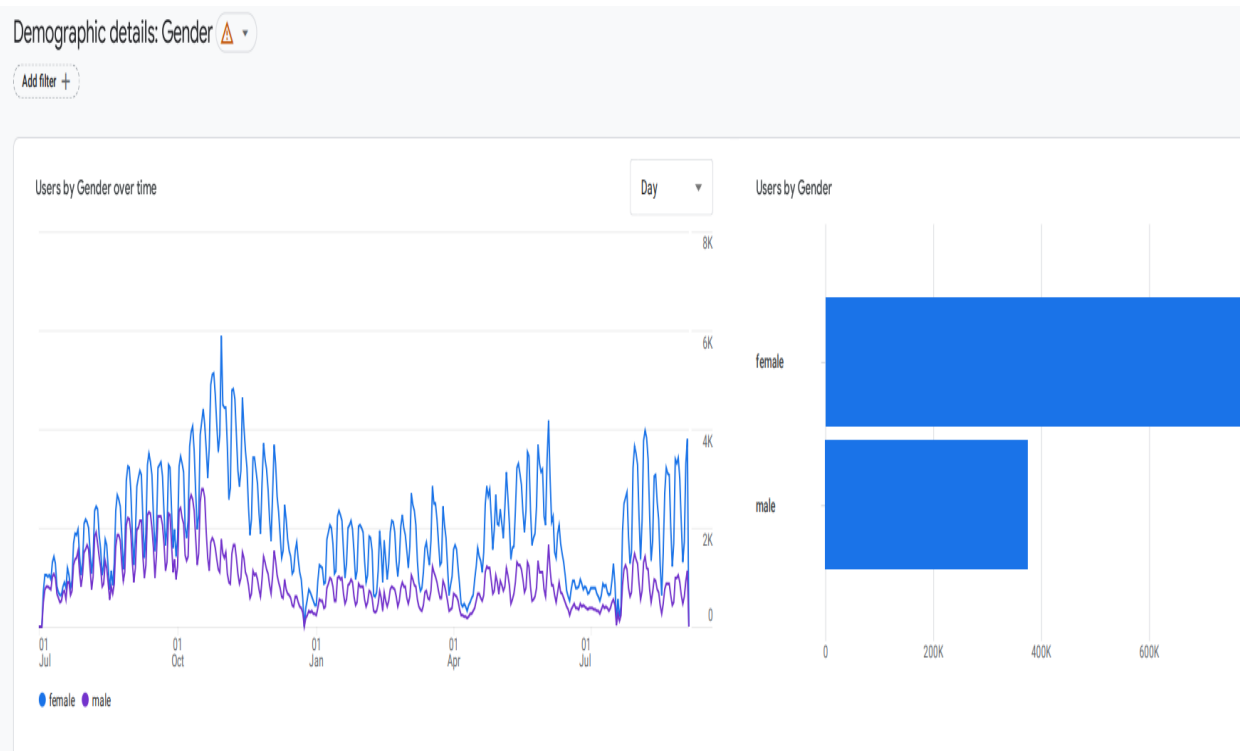 Demographic details: Gender
Add filter +
Users by Gender over time
Day
8K
6K
4K
2K
0
01 Jul
01 Oct
01 Jan
01 Apr
01 Jul
female male
Users by Gender
female
male
0 200K 400K 600K